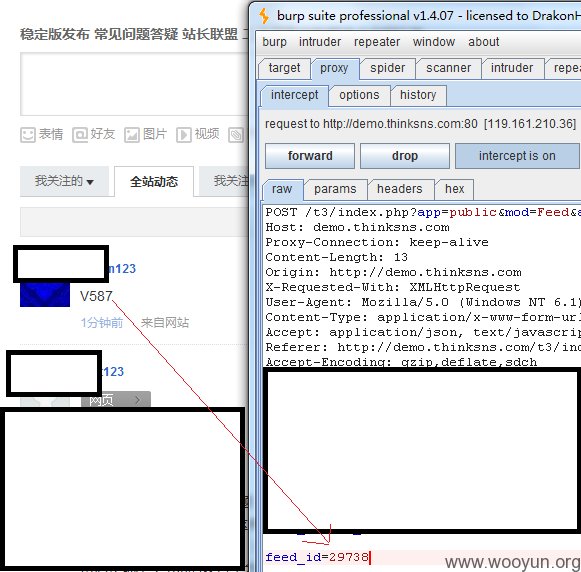 稳定版发布 常见问题答疑 站长联盟
表情 好友 图片 视频
我关注的 全站动态 我关注
n123
V587
1分钟前 来自网站
123
网页
burp suite professional v1.4.07 - licensed to DrakonH
burp intruder repeater window about
target proxy spider scanner intruder repea
intercept options history
request to http://demo.thinksns.com:80 [119.161.210.36]
forward drop intercept is on
raw params headers hex
POST /t3/index.php?app=public&mod=Feed&a
Host: demo.thinksns.com
Proxy-Connection: keep-alive
Content-Length: 13
Origin: http://demo.thinksns.com
X-Requested-With: XMLHttpRequest
User-Agent: Mozilla/5.0 (Windows NT 6.1)
Content-Type: application/x-www-form-url
Accept: application/json, text/javascrip
Referer: http://demo.thinksns.com/t3/ind
Accept-Encoding: gzip,deflate,sdch
feed_id=29738
www.wooyun.org